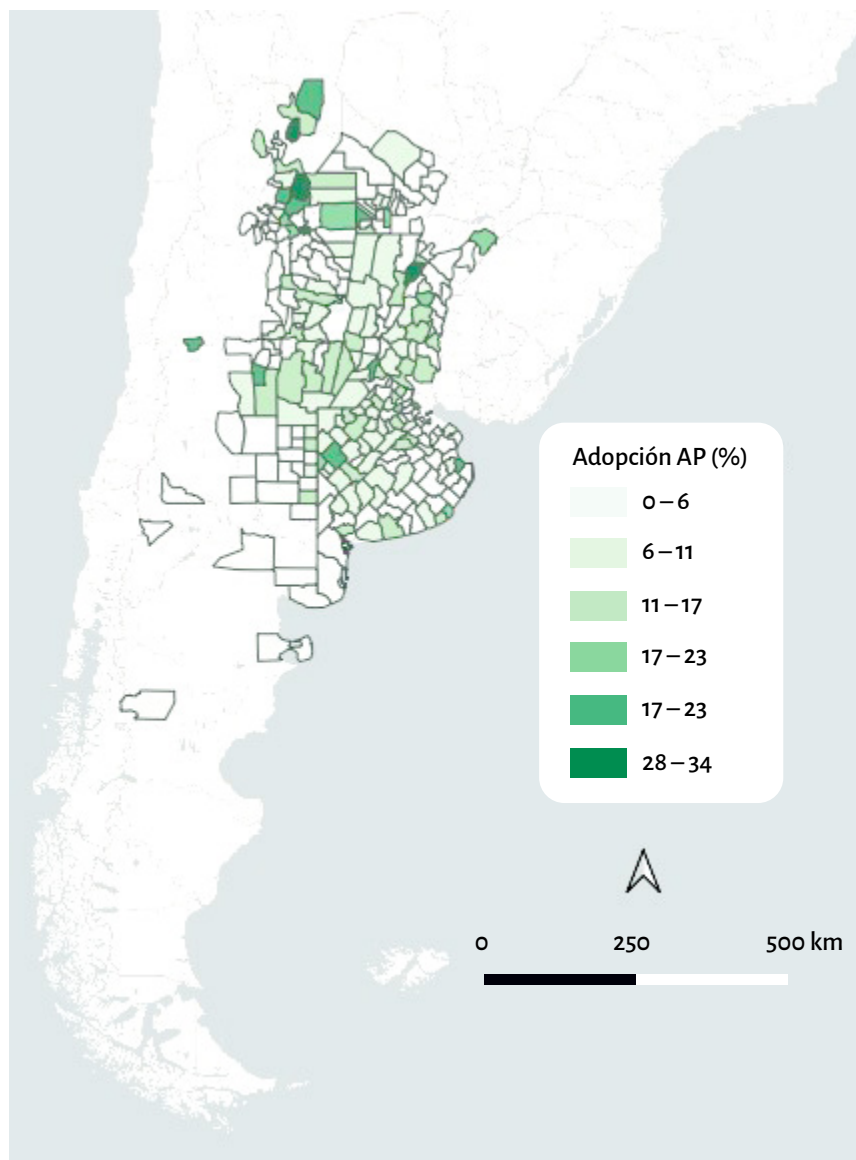 Adopción AP (%)
0 – 6
6 – 11
11 – 17
17 – 23
17 – 23
28 – 34
0 250 500 km